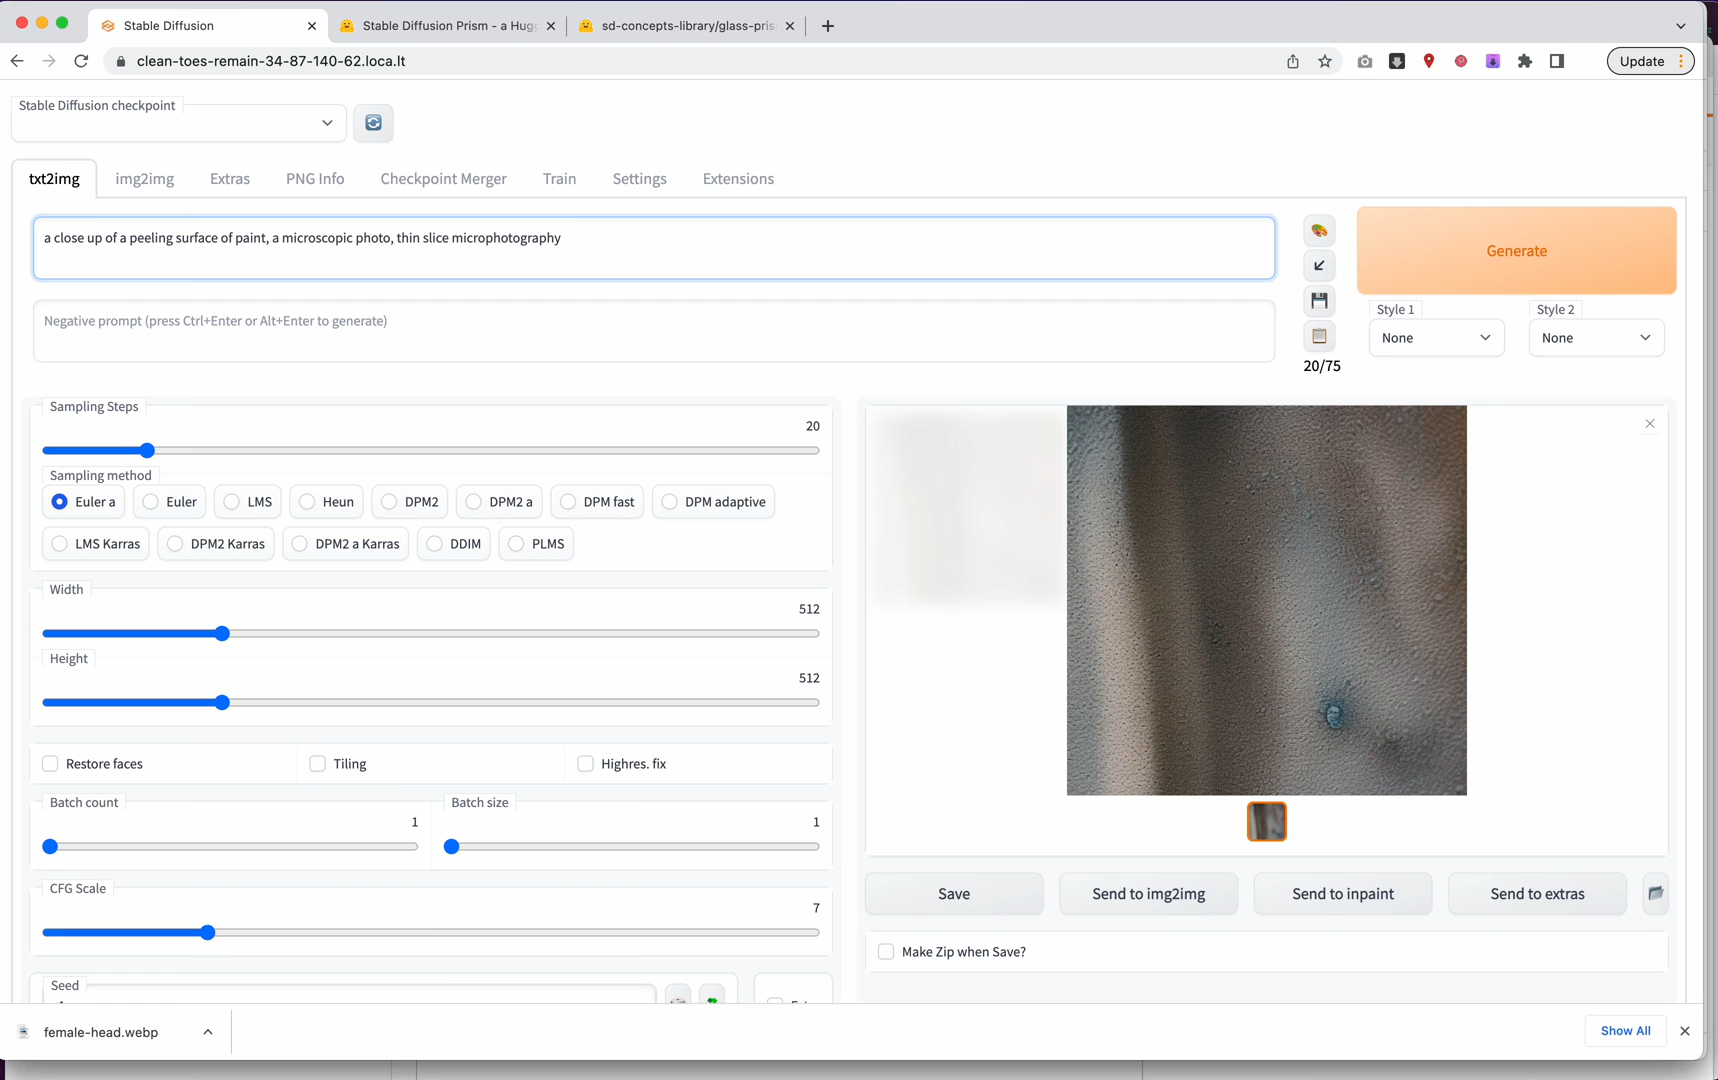 Stable Diffusion
Stable Diffusion Prism - a Hugg
sd-concepts-library/glass-pris
clean-toes-remain-34-87-140-62.loca.lt
Update
Stable Diffusion checkpoint
txt2img
img2img
Extras
PNG Info
Checkpoint Merger
Train
Settings
Extensions
a close up of a peeling surface of paint, a microscopic photo, thin slice microphotography
Generate
Negative prompt (press Ctrl+Enter or Alt+Enter to generate)
Style 1
None
Style 2
None
20/75
Sampling Steps
20
Sampling method
Euler a
Euler
LMS
Heun
DPM2
DPM2 a
DPM fast
DPM adaptive
LMS Karras
DPM2 Karras
DPM2 a Karras
DDIM
PLMS
Width
512
Height
512
Restore faces
Tiling
Highres. fix
Batch count
1
Batch size
1
CFG Scale
7
Save
Send to img2img
Send to inpaint
Send to extras
Make Zip when Save?
Seed
female-head.webp
Show All